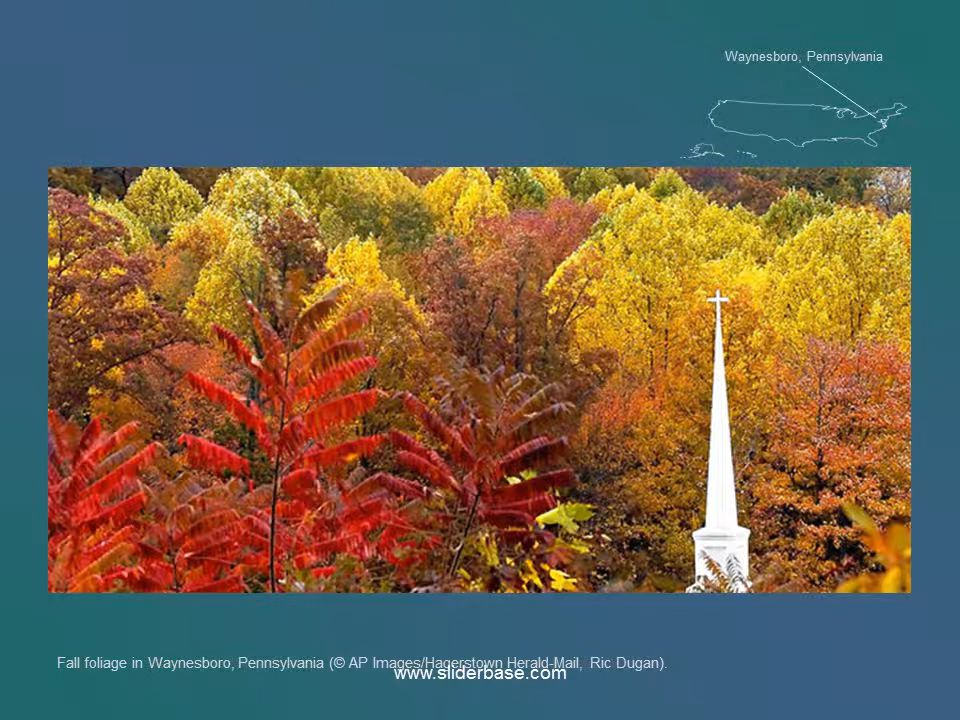 Waynesboro, Pennsylvania
Fall foliage in Waynesboro, Pennsylvania (© AP Images/Hagerstown Herald-Mail, Ric Dugan).
www.sliderbase.com